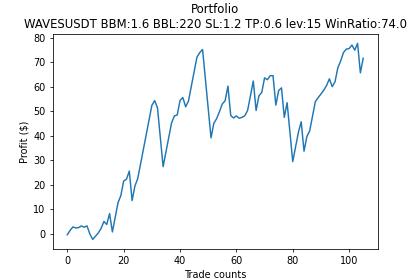 Portfolio
WAVESUSDT BBM:1.6 BBL:220 SL:1.2 TP:0.6 lev:15 WinRatio:74.0
80
70
60
50
40
30
20
10
0
Profit ($)
0 20 40 60 80 100
Trade counts